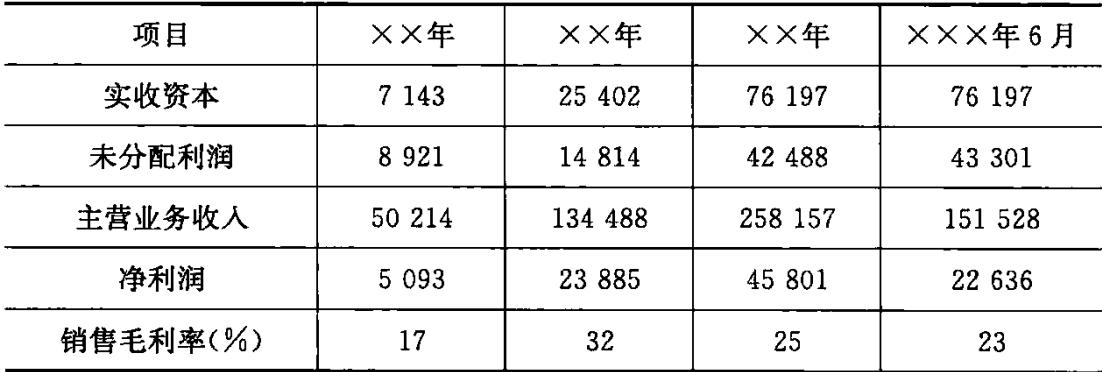 项目 ××年 ××年 ××年 ×××年6月
实收资本 7 143 25 402 76 197 76 197
未分配利润 8 921 14 814 42 488 43 301
主营业务收入 50 214 134 488 258 157 151 528
净利润 5 093 23 885 45 801 22 636
销售毛利率(%) 17 32 25 23